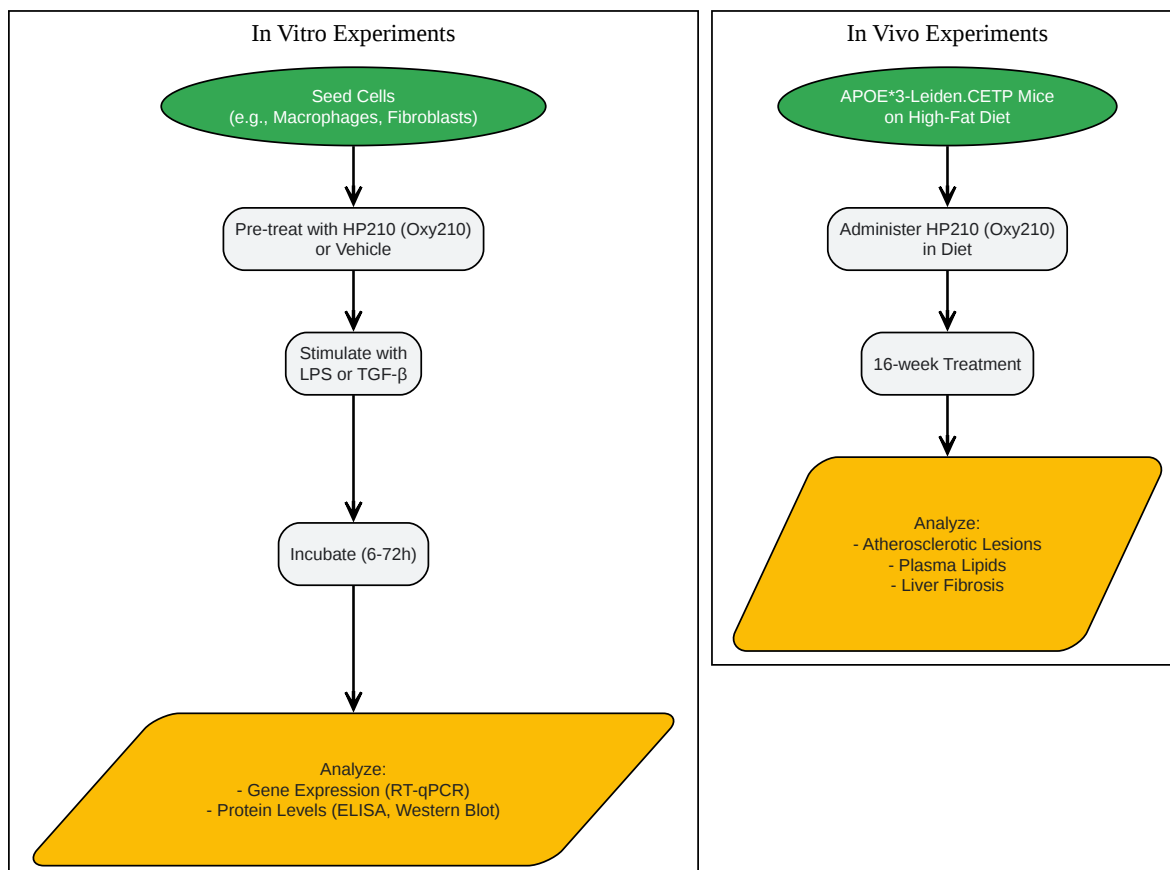 In Vitro Experiments
Seed Cells
(e.g., Macrophages, Fibroblasts)
Pre-treat with HP210 (Oxy210)
or Vehicle
Stimulate with
LPS or TGF-β
Incubate (6-72h)
Analyze:
- Gene Expression (RT-qPCR)
- Protein Levels (ELISA, Western Blot)
In Vivo Experiments
APOE*3-Leiden.CETP Mice
on High-Fat Diet
Administer HP210 (Oxy210)
in Diet
16-week Treatment
Analyze:
- Atherosclerotic Lesions
- Plasma Lipids
- Liver Fibrosis